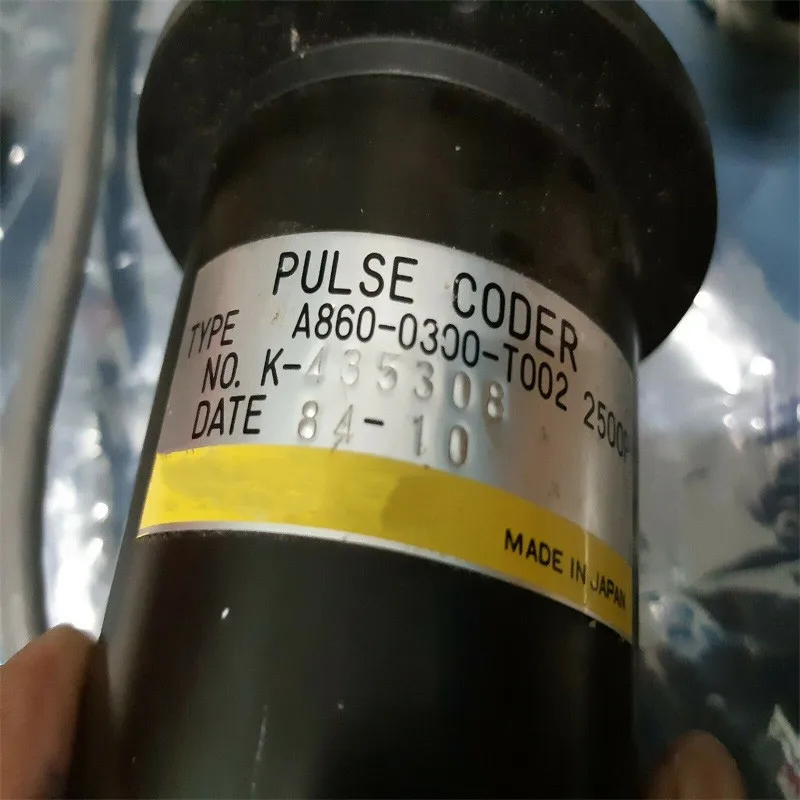 PULSE CODER
TYPE A860-0300-T002 2500P
NO. K-435308
DATE 84-10
MADE IN JAPAN